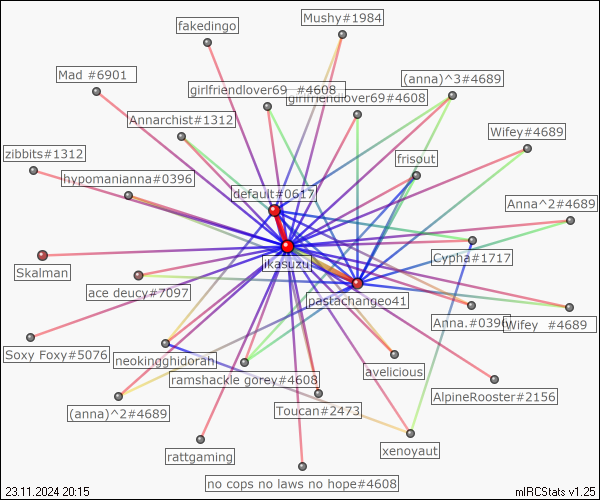 Mushy#1984
fakedingo
Mad #6901
(anna)^3#4689
girlfriendlover69 #4608
girlfriendlover69#4608
Annarchist#1312
Wifey#4689
zibbits#1312
frisout
hypomanianna#0396
default#0617
Anna^2#4689
Cypha#1717
ikasuzu
Skalman
ace deucy#7097
pastachangeo41
Anna.#0396
Wifey #4689
Soxy Foxy#5076
neokingghidorah
avelicious
ramshackle gorey#4608
AlpineRooster#2156
(anna)^2#4689
Toucan#2473
xenoyaut
rattgaming
no cops no laws no hope#4608
23.11.2024 20:15
mIRCStats v1.25